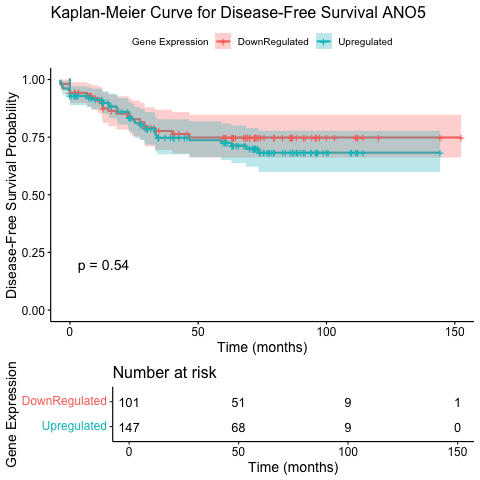 Kaplan-Meier Curve for Disease-Free Survival ANO5
Gene Expression DownRegulated Upregulated
Disease-Free Survival Probability
1.00
0.75
0.50
0.25
0.00
p = 0.54
0 50 100 150
Time (months)
Number at risk
Gene Expression
DownRegulated 101 51 9 1
Upregulated 147 68 9 0
0 50 100 150
Time (months)